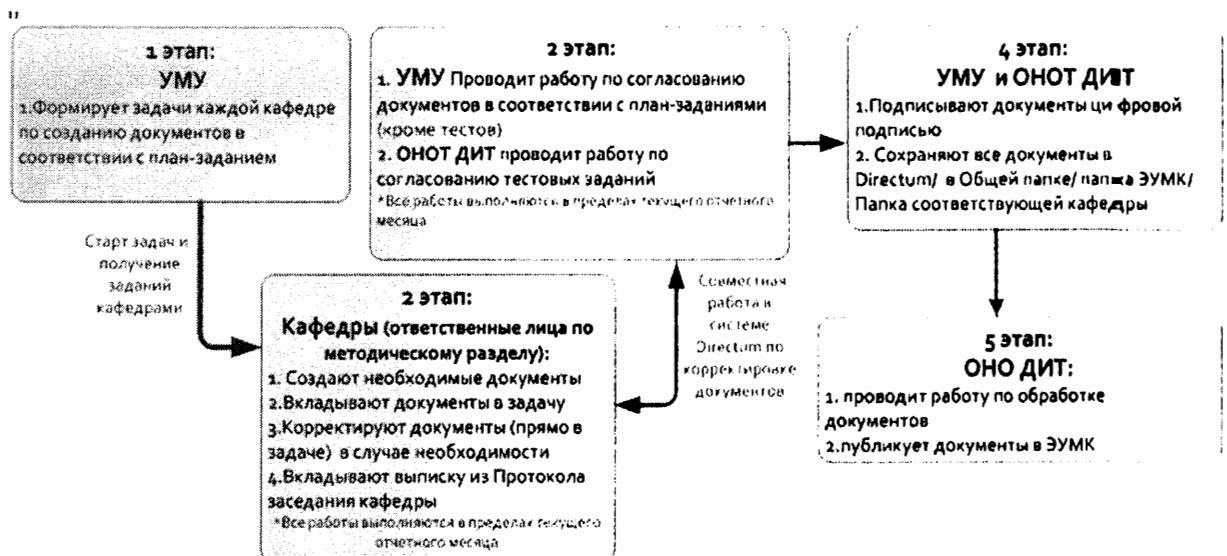 "
1 этап:
УМУ
1.Формирует задачи каждой кафедре
по созданию документов в
соответствии с план-заданием
Старт задач и
получение
заданий
кафедрами
2 этап:
1. УМУ Проводит работу по согласованию
документов в соответствии с план-заданиями
(кроме тестов)
2. ОНОТ ДИТ проводит работу по
согласованию тестовых заданий
*Все работы выполняются в пределах текущего отчетного
месяца
2 этап:
Кафедры (ответственные лица по
методическому разделу):
1. Создают необходимые документы
2.Вкладывают документы в задачу
3.Корректируют документы (прямо в
задаче) в случае необходимости
4.Вкладывают выписку из Протокола
заседания кафедры
*Все работы выполняются в пределах текущего
отчетного месяца
Совместная
работа в
системе
Directum по
корректировке
документов
4 этап:
УМУ и ОНОТ ДИТ
1.Подписывают документы ци фровой
подписью
2. Сохраняют все документы в
Directum/ в Общей папке/ папка ЭУМК/
Папка соответствующей кафедры
5 этап:
ОНО ДИТ:
1. проводит работу по обработке
документов
2.публикует документы в ЭУМК